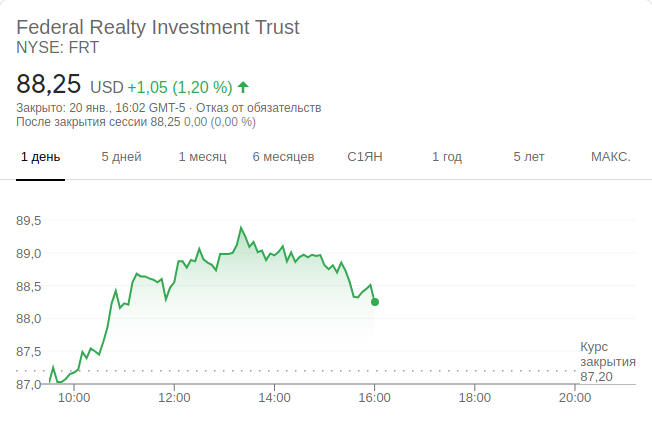 Federal Realty Investment Trust
NYSE: FRT
88,25 USD +1,05 (1,20 %)
Закрыто: 20 янв., 16:02 GMT-5 · Отказ от обязательств
После закрытия сессии 88,25 0,00 (0,00 %)
1 день 5 дней 1 месяц 6 месяцев С1ЯН 1 год 5 лет МАКС.
89,5
89,0
88,5
88,0
87,5
87,0
Курс
закрытия
87,20
10:00 12:00 14:00 16:00 18:00 20:00